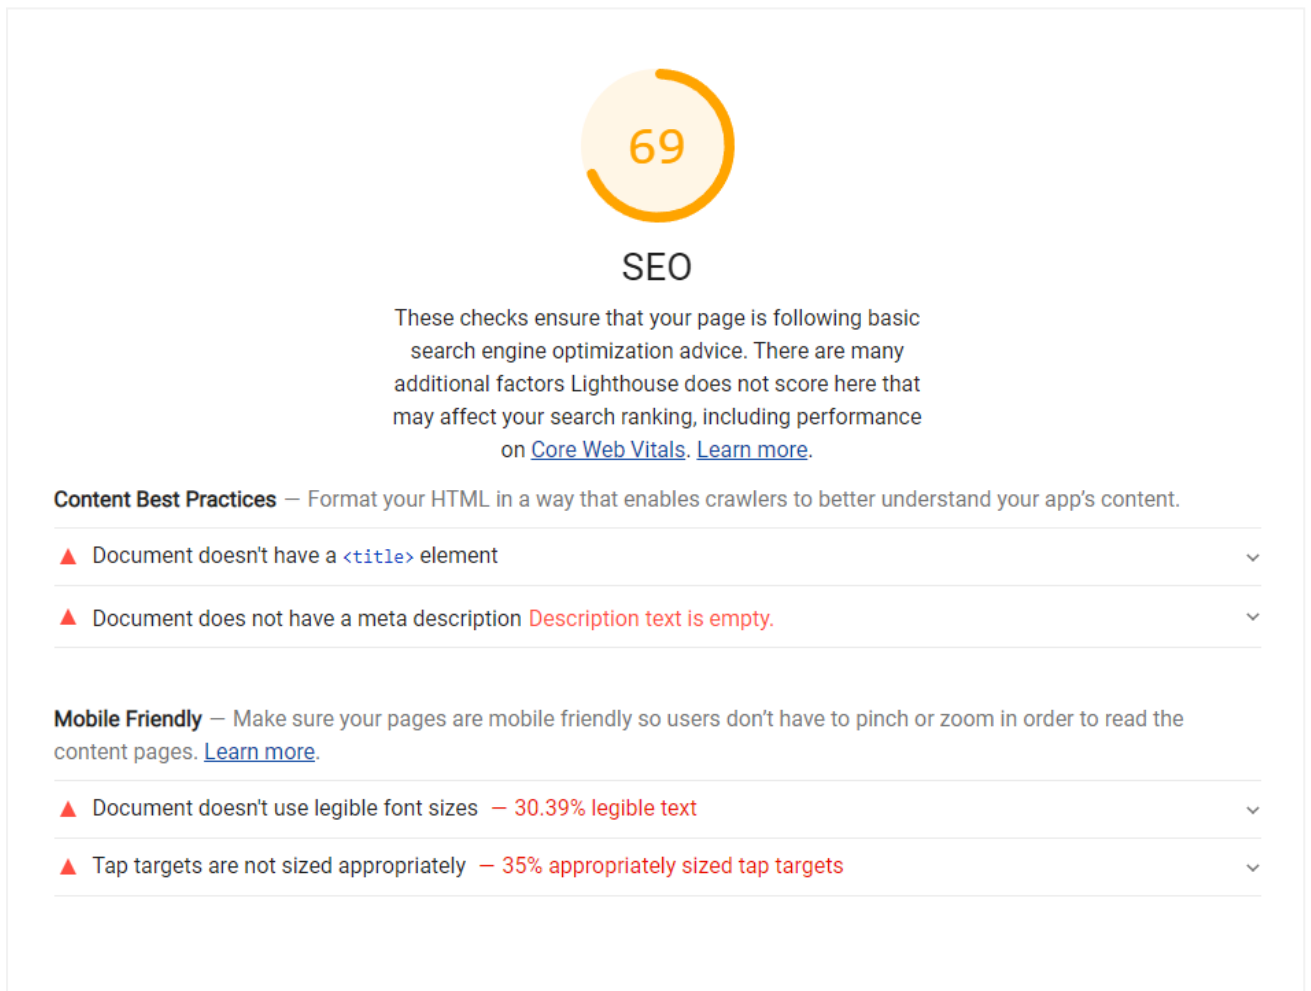 69
SEO
These checks ensure that your page is following basic
search engine optimization advice. There are many
additional factors Lighthouse does not score here that
may affect your search ranking, including performance
on Core Web Vitals. Learn more.
Content Best Practices — Format your HTML in a way that enables crawlers to better understand your app's content.
Document doesn't have a <title> element
Document does not have a meta description Description text is empty.
Mobile Friendly — Make sure your pages are mobile friendly so users don’t have to pinch or zoom in order to read the
content pages. Learn more.
Document doesn't use legible font sizes — 30.39% legible text
Tap targets are not sized appropriately — 35% appropriately sized tap targets